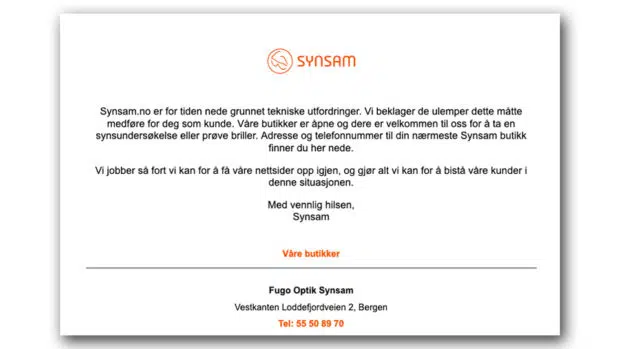 SYNSAM
Synsam.no er for tiden nede grunnet tekniske utfordringer. Vi beklager de ulemper dette måtte
medføre for deg som kunde. Våre butikker er åpne og dere er velkommen til oss for å ta en
synsundersøkelse eller prøve briller. Adresse og telefonnummer til din nærmeste Synsam butikk
finner du her nede.
Vi jobber så fort vi kan for å få våre nettsider opp igjen, og gjør alt vi kan for å bistå våre kunder i
denne situasjonen.
Med vennlig hilsen,
Synsam
Våre butikker
Fugo Optik Synsam
Vestkanten Loddefjordveien 2, Bergen
Tel: 55 50 89 70